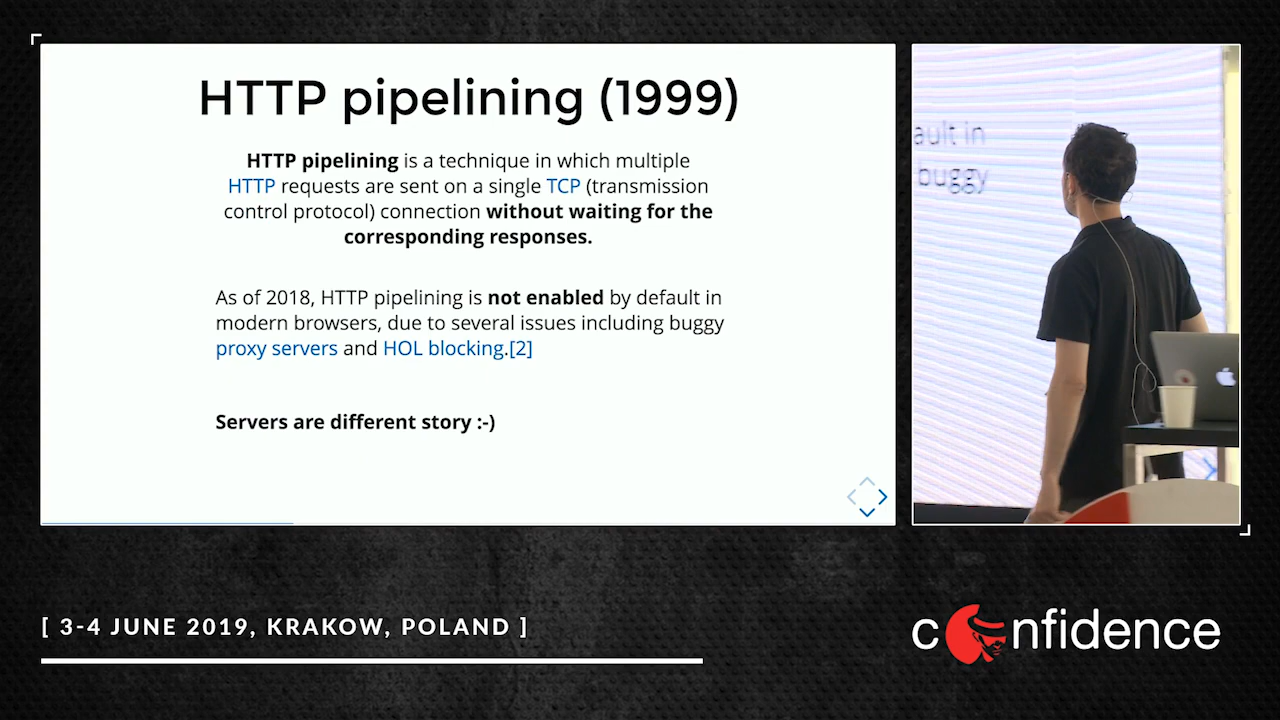 HTTP pipelining (1999)
HTTP pipelining is a technique in which multiple
HTTP requests are sent on a single TCP (transmission
control protocol) connection without waiting for the
corresponding responses.
As of 2018, HTTP pipelining is not enabled by default in
modern browsers, due to several issues including buggy
proxy servers and HOL blocking.[2]
Servers are different story :-)
ault in
buggy
[ 3-4 JUNE 2019, KRAKOW, POLAND ]
confidence